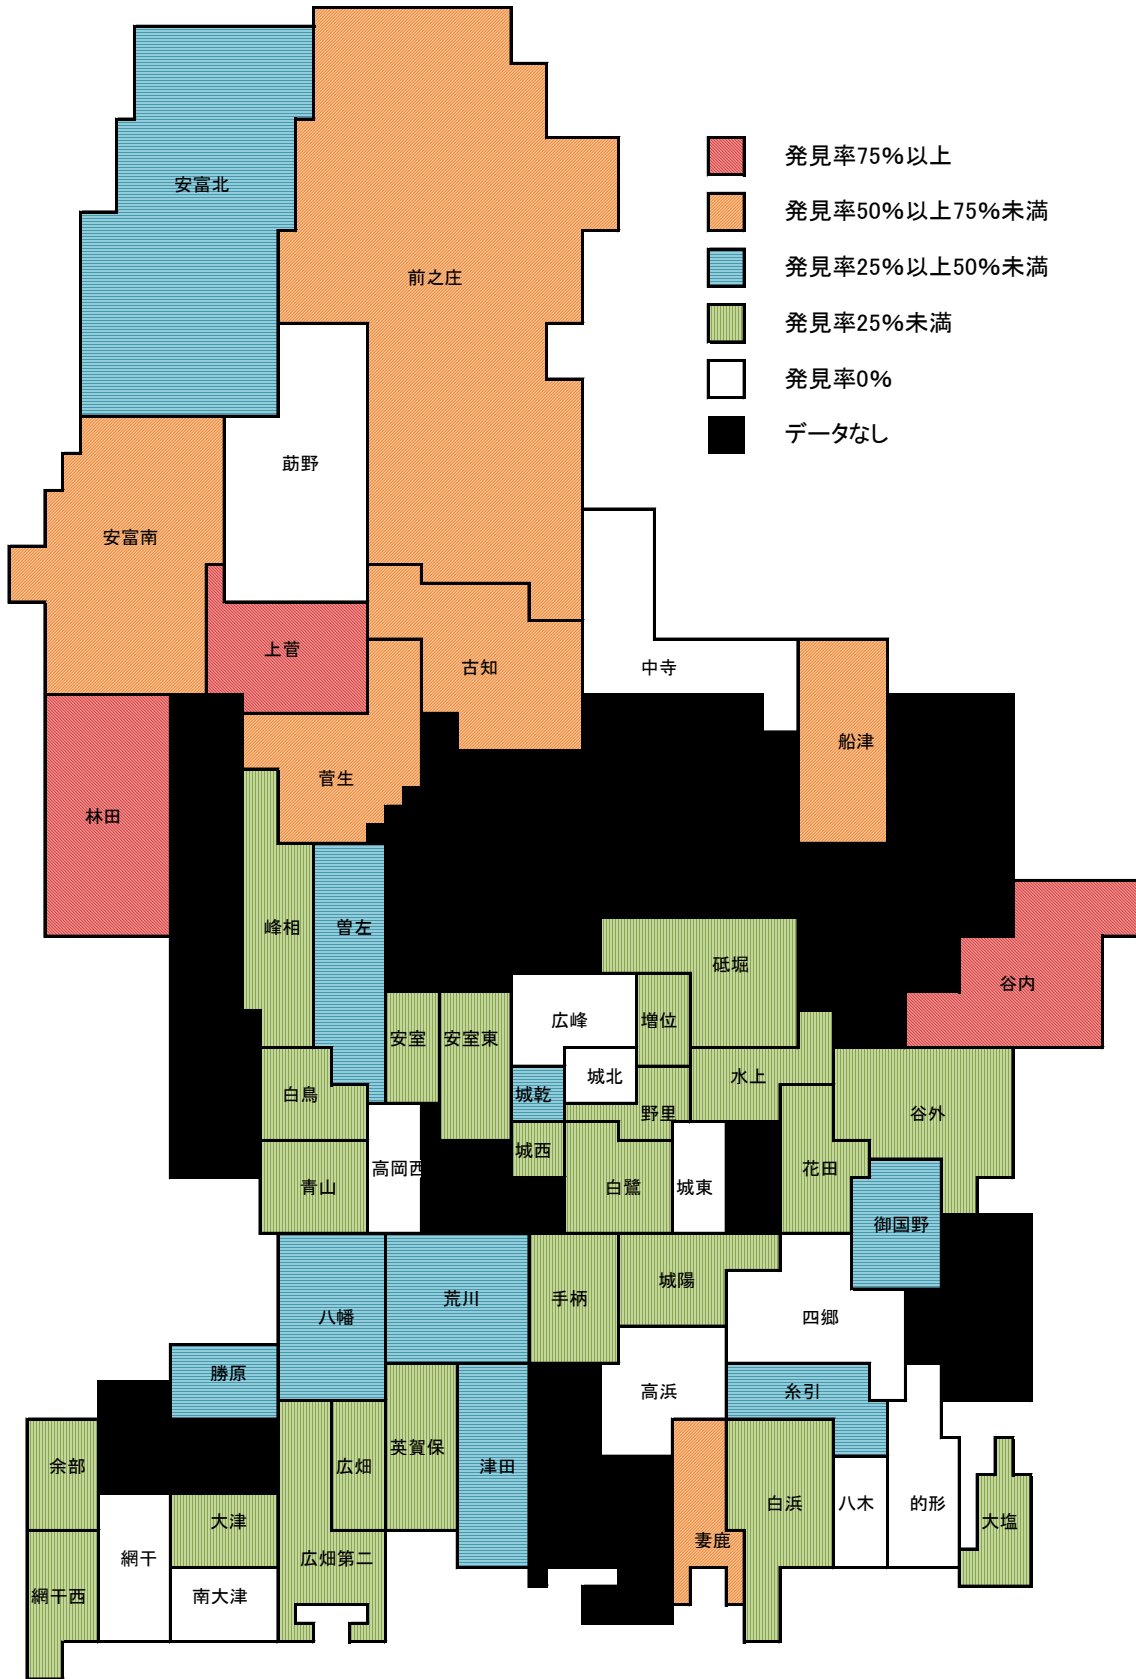 発見率75%以上
安富北
発見率50%以上75%未満
発見率25%以上50%未満
前之庄
発見率25%未満
発見率0%
データなし
莇野
安富南
上菅
古知
中寺
船津
菅生
林田
峰相
曽左
砥堀
谷内
広峰
増位
安室
安室東
城北
水上
城乾
白鳥
野里
谷外
城西
高岡西
花田
青山
白鷺
城東
御国野
城陽
荒川
手柄
八幡
四郷
勝原
高浜
糸引
英賀保
余部
広畑
津田
白浜
八木
的形
大津
大塩
妻鹿
網干
広畑第二
網干西
南大津